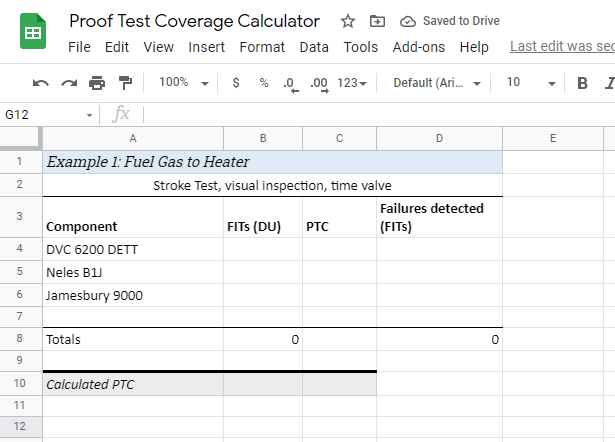 Proof Test Coverage Calculator Saved to Drive
File Edit View Insert Format Data Tools Add-ons Help Last edit was
100% $ % .0 .00 123 Default (Ari... 10 B I
G12 fx
A B C D E
1 Example 1: Fuel Gas to Heater
2 Stroke Test, visual inspection, time valve
3 Component FITs (DU) PTC Failures detected
(FITs)
4 DVC 6200 DETT
5 Neles B1J
6 Jamesbury 9000
7
8 Totals 0 0
9
10 Calculated PTC
11
12